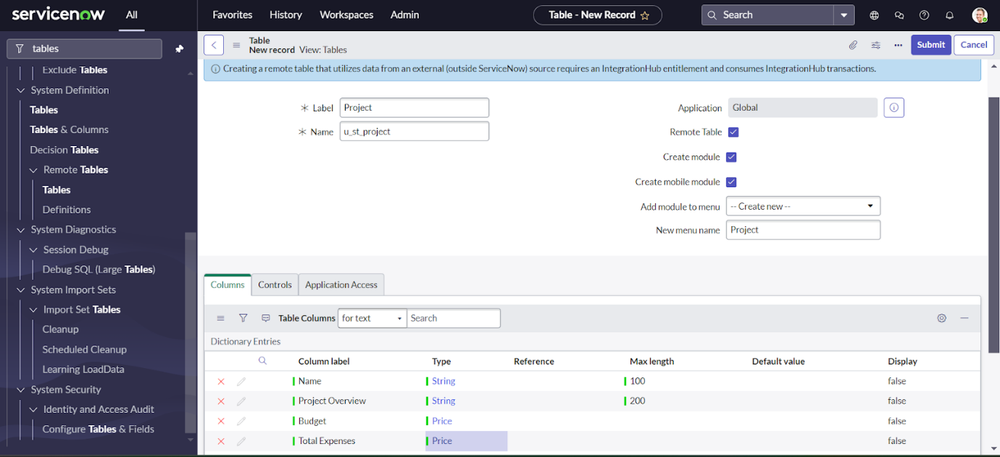 servicenow All Favorites History Workspaces Admin Table - New Record Search
tables
Exclude Tables
System Definition
Tables
Tables & Columns
Decision Tables
Remote Tables
Tables
Definitions
System Diagnostics
Session Debug
Debug SQL (Large Tables)
System Import Sets
Import Set Tables
Cleanup
Scheduled Cleanup
Learning LoadData
System Security
Identity and Access Audit
Configure Tables & Fields
Table
New record View: Tables
Submit Cancel
Creating a remote table that utilizes data from an external (outside ServiceNow) source requires an IntegrationHub entitlement and consumes IntegrationHub transactions.
Label Project
Name u_st_project
Application Global
Remote Table
Create module
Create mobile module
Add module to menu -- Create new --
New menu name Project
Columns Controls Application Access
Table Columns for text Search
Dictionary Entries
Column label Type Reference Max length Default value Display
Name String 100 false
Project Overview String 200 false
Budget Price false
Total Expenses Price false